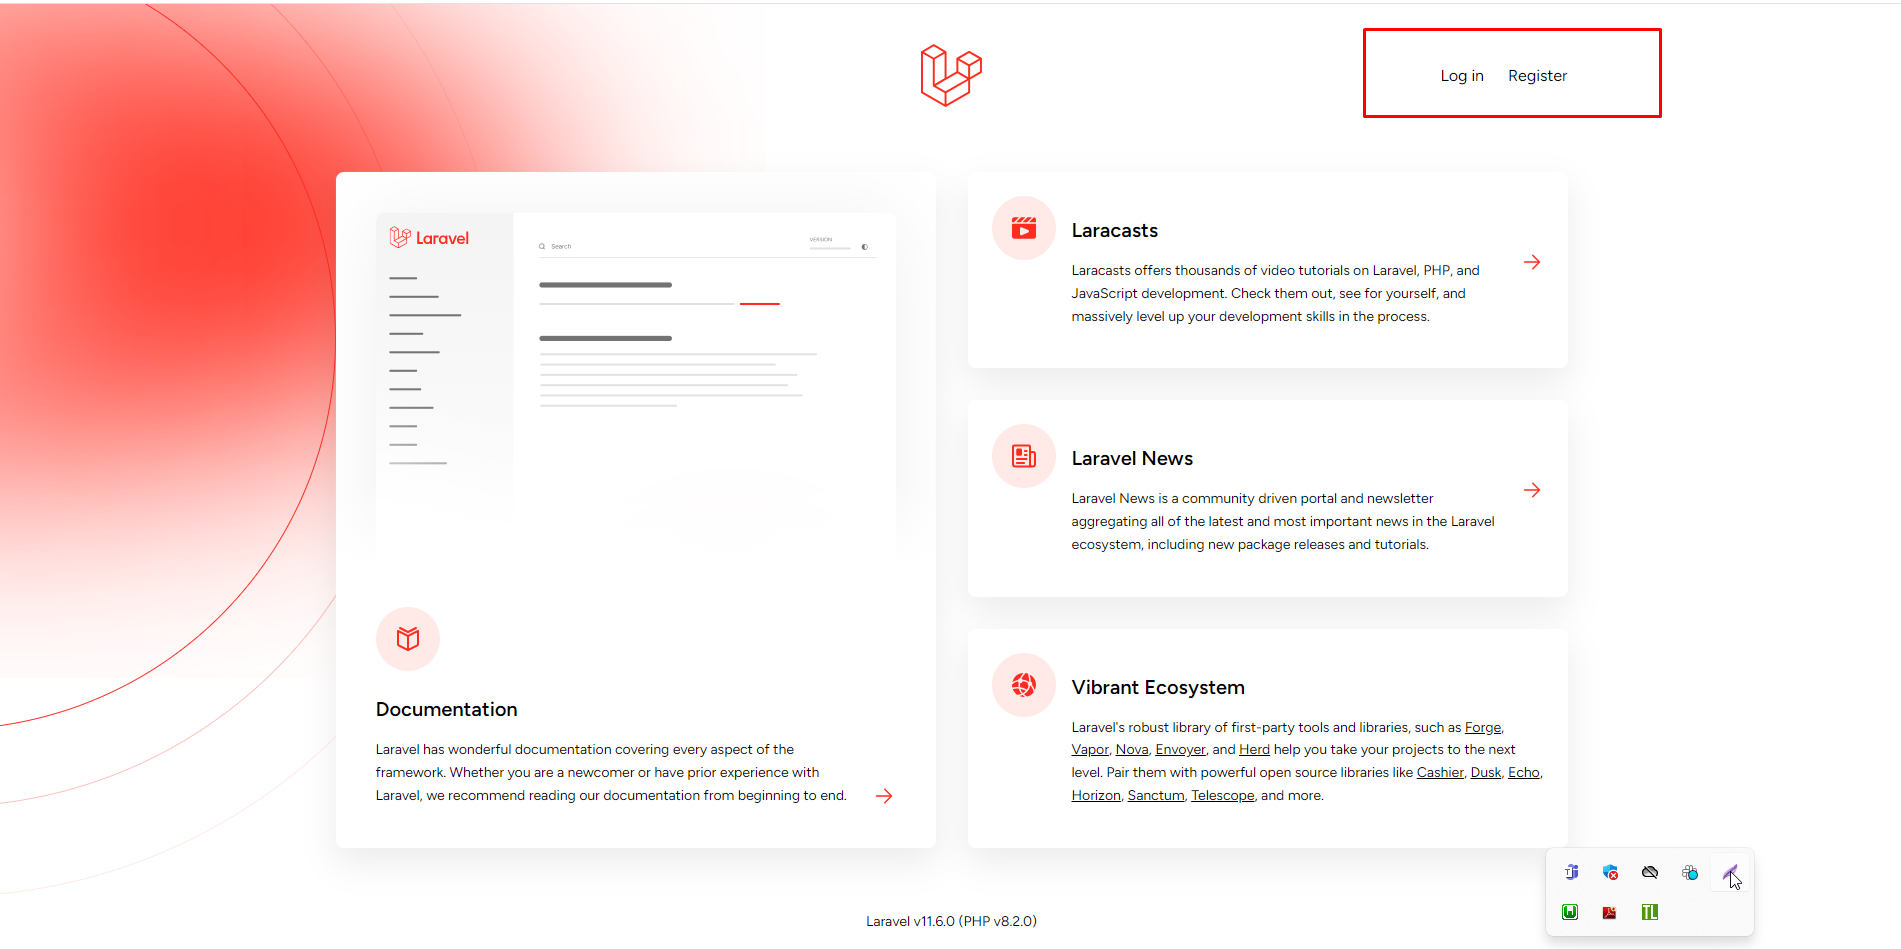 Log in Register
Laravel
Search
VERSION
Documentation
Laravel has wonderful documentation covering every aspect of the
framework. Whether you are a newcomer or have prior experience with
Laravel, we recommend reading our documentation from beginning to end.
Laracasts
Laracasts offers thousands of video tutorials on Laravel, PHP, and
JavaScript development. Check them out, see for yourself, and
massively level up your development skills in the process.
Laravel News
Laravel News is a community driven portal and newsletter
aggregating all of the latest and most important news in the Laravel
ecosystem, including new package releases and tutorials.
Vibrant Ecosystem
Laravel's robust library of first-party tools and libraries, such as Forge,
Vapor, Nova, Envoyer, and Herd help you take your projects to the next
level. Pair them with powerful open source libraries like Cashier, Dusk, Echo,
Horizon, Sanctum, Telescope, and more.
TL
Laravel v11.6.0 (PHP v8.2.0)